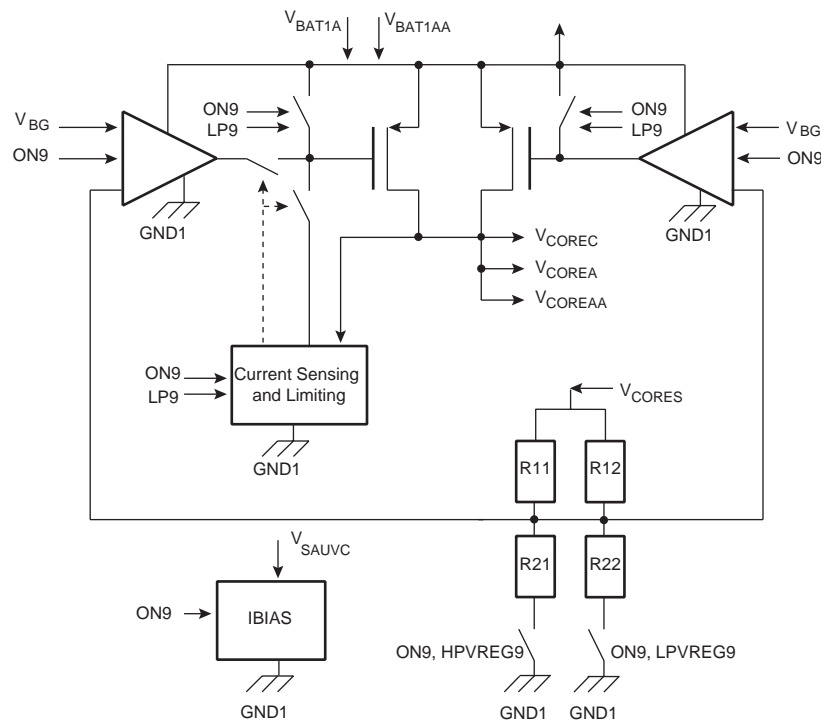 VBAT1A
VBAT1AA
VBG
ON9
ON9
LP9
ON9
LP9
VBG
ON9
GND1
GND1
VCOREC
VCOREA
VCOREAA
ON9
LP9
Current Sensing
and Limiting
GND1
VCORES
R11
R12
R21
R22
VSAUVC
ON9
IBIAS
GND1
ON9, HPVREG9
ON9, LPVREG9
GND1
GND1